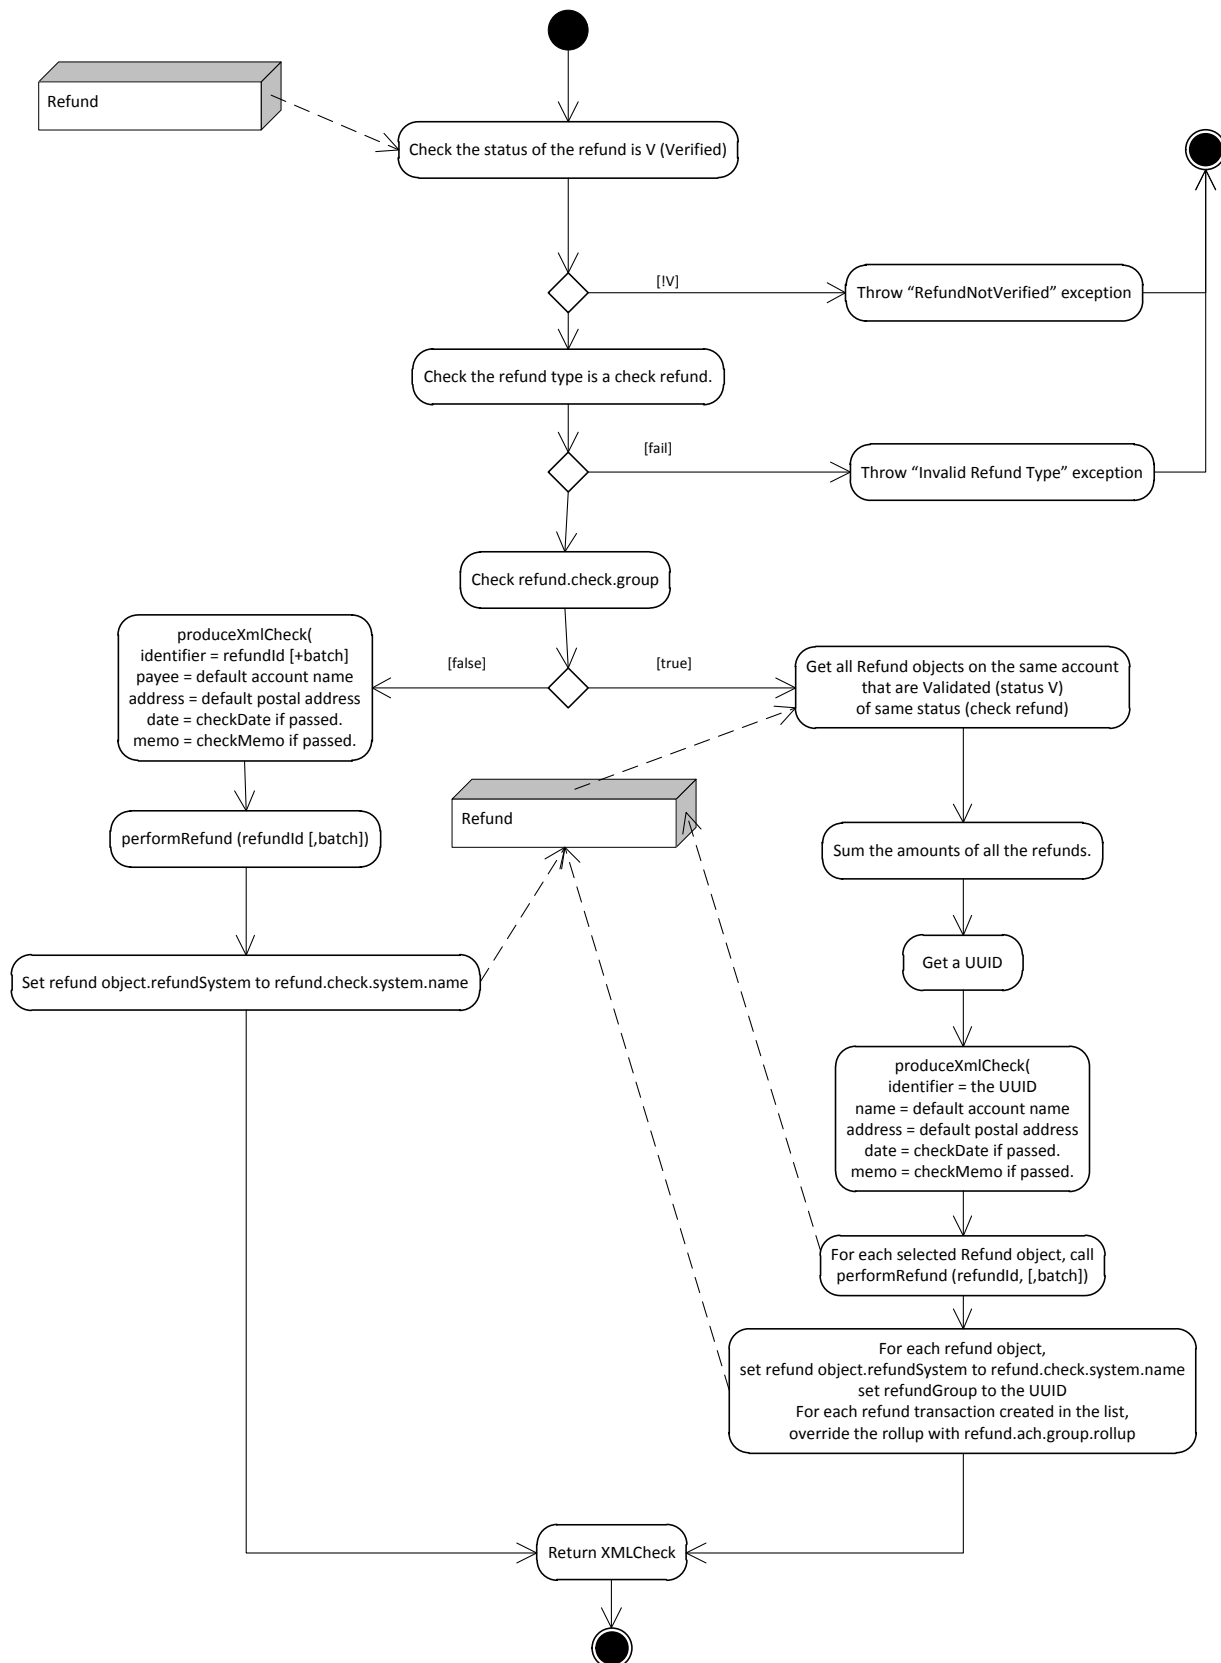 Refund
Check the status of the refund is V (Verified)
[!V]
Throw “RefundNotVerified” exception
Check the refund type is a check refund.
[fail]
Throw “Invalid Refund Type” exception
Check refund.check.group
[false]
[true]
produceXmlCheck(
identifier = refundId [+batch]
payee = default account name
address = default postal address
date = checkDate if passed.
memo = checkMemo if passed.
Get all Refund objects on the same account
that are Validated (status V)
of same status (check refund)
performRefund (refundId [,batch])
Refund
Sum the amounts of all the refunds.
Set refund object.refundSystem to refund.check.system.name
Get a UUID
produceXmlCheck(
identifier = the UUID
name = default account name
address = default postal address
date = checkDate if passed.
memo = checkMemo if passed.
For each selected Refund object, call
performRefund (refundId, [,batch])
For each refund object,
set refund object.refundSystem to refund.check.system.name
set refundGroup to the UUID
For each refund transaction created in the list,
override the rollup with refund.ach.group.rollup
Return XMLCheck